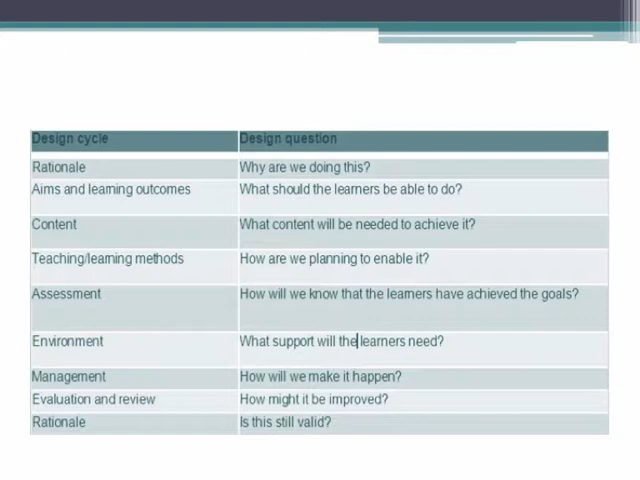 Design cycle Design question
Rationale Why are we doing this?
Aims and learning outcomes What should the learners be able to do?
Content What content will be needed to achieve it?
Teaching/learning methods How are we planning to enable it?
Assessment How will we know that the learners have achieved the goals?
Environment What support will the learners need?
Management How will we make it happen?
Evaluation and review How might it be improved?
Rationale Is this still valid?